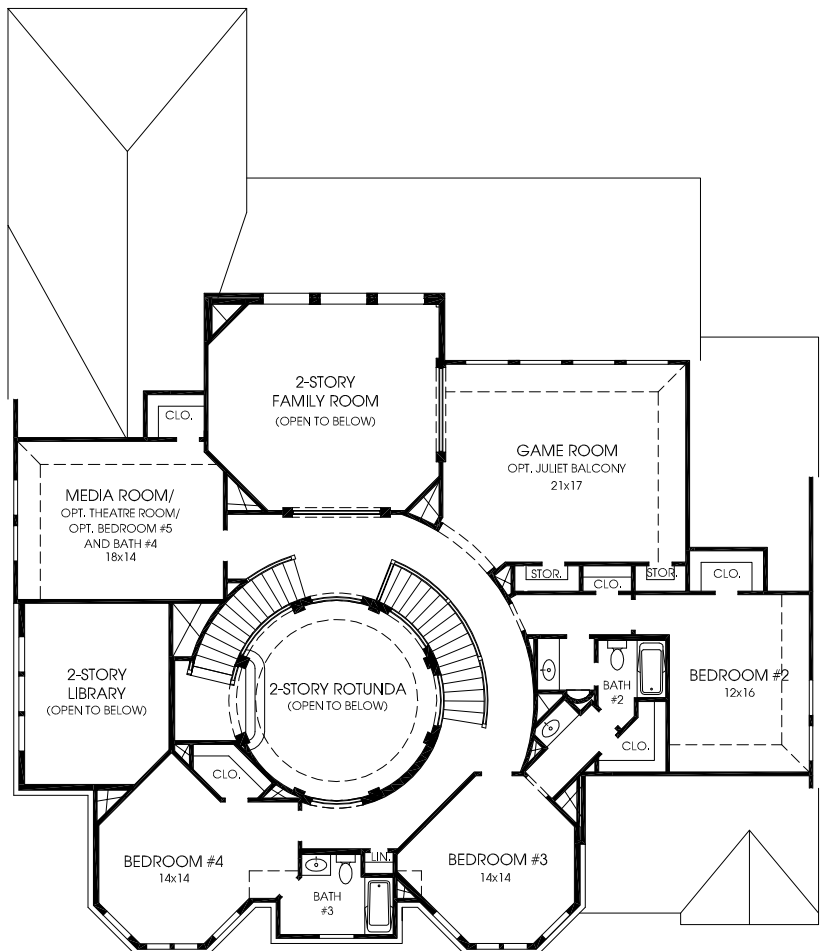 2-STORY
FAMILY ROOM
(OPEN TO BELOW)
CLO.
GAME ROOM
OPT. JULIET BALCONY
21x17
MEDIA ROOM/
OPT. THEATRE ROOM/
OPT. BEDROOM #5
AND BATH #4
18x14
STOR.
CLO.
STOR.
CLO.
2-STORY
LIBRARY
(OPEN TO BELOW)
2-STORY ROTUNDA
(OPEN TO BELOW)
BATH
#2
BEDROOM #2
12x16
CLO.
CLO.
BEDROOM #4
14x14
LIN.
BEDROOM #3
14x14
BATH
#3